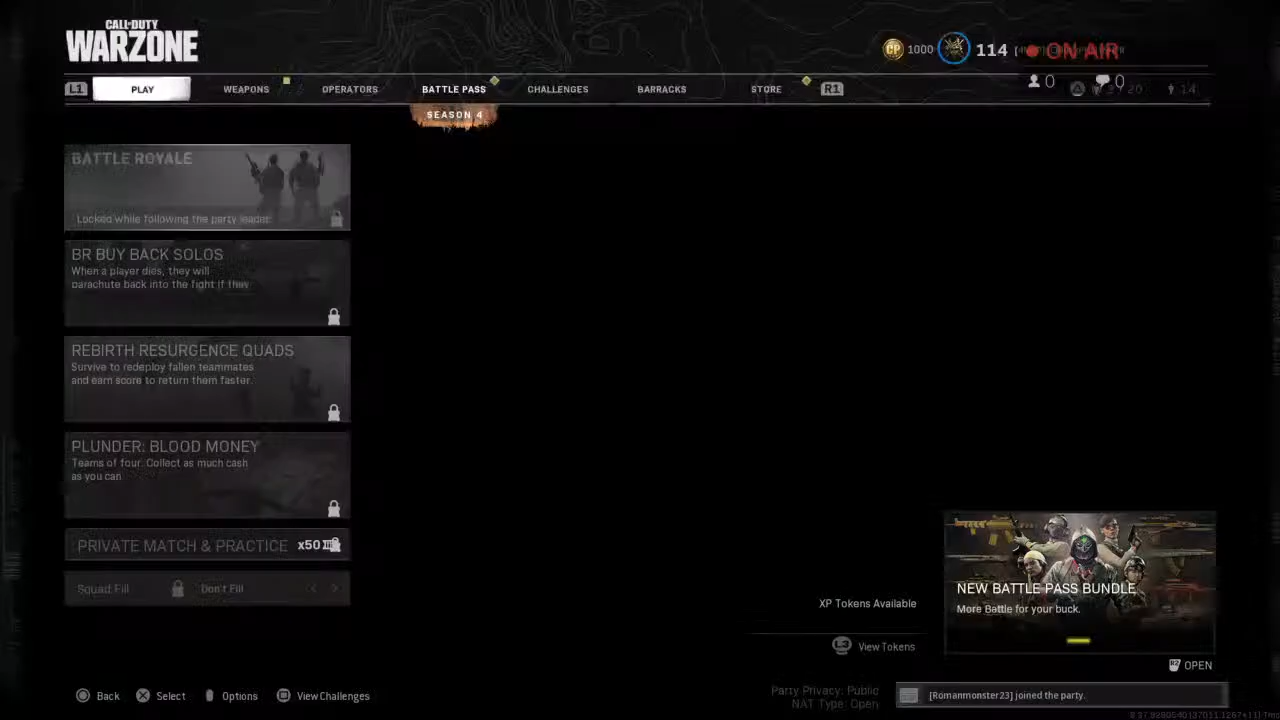 CALL OF DUTY
WARZONE
CP 1000 114 [ ON AIR
0 0
L1 PLAY WEAPONS OPERATORS BATTLE PASS CHALLENGES BARRACKS STORE R1
20 14
SEASON 4
BATTLE ROYALE
Locked while following the party leader.
BR BUY BACK SOLOS
When a player dies, they will
parachute back into the fight if they
REBIRTH RESURGENCE QUADS
Survive to redeploy fallen teammates
and earn score to return them faster.
PLUNDER: BLOOD MONEY
Teams of four. Collect as much cash
as you can.
PRIVATE MATCH & PRACTICE x50
Squad Fill Don't Fill
NEW BATTLE PASS BUNDLE
More Battle for your buck.
XP Tokens Available
L3 View Tokens
R2 OPEN
Back Select Options View Challenges
Party Privacy: Public
NAT Type: Open
[Romanmonster23] joined the party.